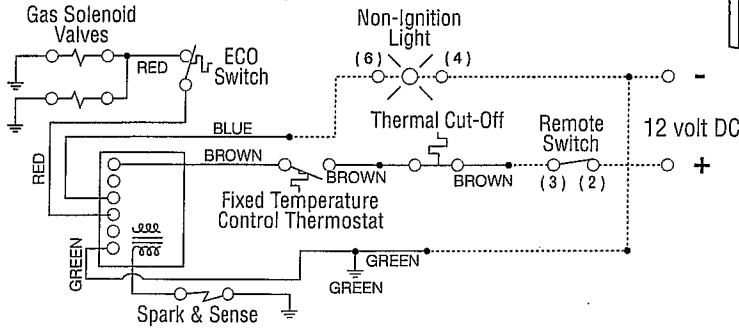 Gas Solenoid
Valves
RED
ECO
Switch
Non-Ignition
Light
(6)
(4)
-
BLUE
Thermal Cut-Off
Remote
Switch
12 volt DC
+
BROWN
BROWN
BROWN
(3)
(2)
RED
Fixed Temperature
Control Thermostat
GREEN
GREEN
GREEN
Spark & Sense